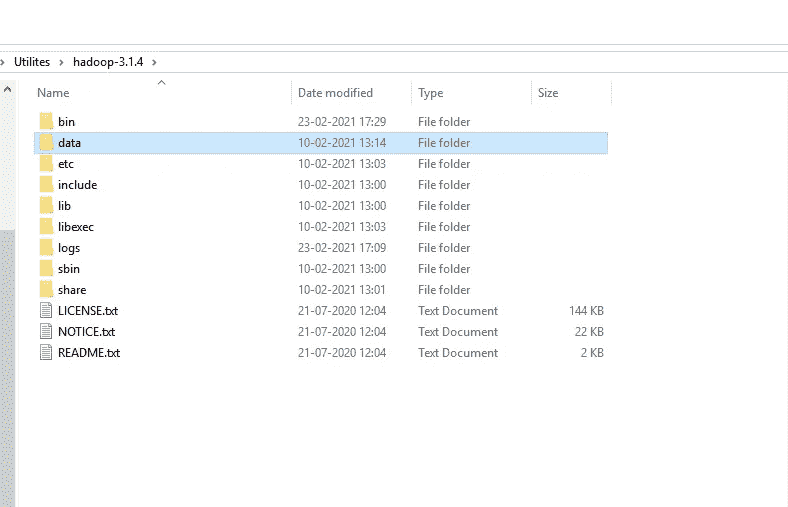 Utilites > hadoop-3.1.4 >
Name Date modified Type Size
bin 23-02-2021 17:29 File folder
data 10-02-2021 13:14 File folder
etc 10-02-2021 13:03 File folder
include 10-02-2021 13:00 File folder
lib 10-02-2021 13:00 File folder
libexec 10-02-2021 13:03 File folder
logs 23-02-2021 17:09 File folder
sbin 10-02-2021 13:00 File folder
share 10-02-2021 13:01 File folder
LICENSE.txt 21-07-2020 12:04 Text Document 144 KB
NOTICE.txt 21-07-2020 12:04 Text Document 22 KB
README.txt 21-07-2020 12:04 Text Document 2 KB